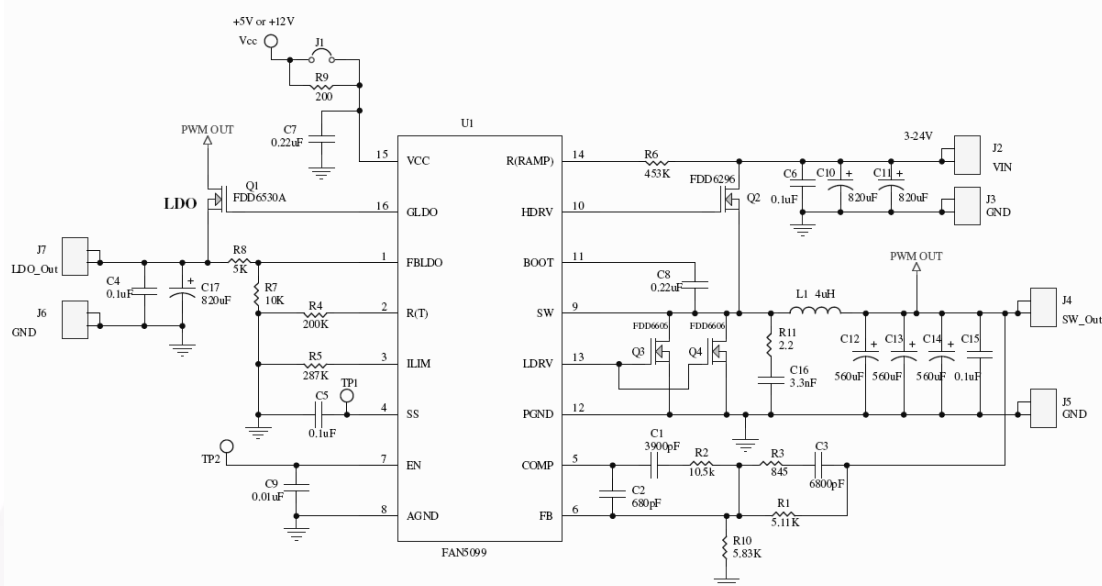 +5V or +12V
Vcc
J1
R9
200
U1
PWM OUT
C7
0.22uF
15 VCC
R(RAMP) 14
R6
453K
3-24V
J2
VIN
Q1
FDD6530A
LDO
16 GLDO
HDRV 10
FDD6296
Q2
C6
0.1uF
C10
+
820uF
C11
+
820uF
J3
GND
J7
LDO_Out
R8
5K
1 FBLDO
BOOT 11
C8
0.22uF
PWM OUT
C4
0.1uF
C17
+
820uF
R7
10K
R4
200K
2 R(T)
SW 9
L1 4uH
J4
SW_Out
J6
GND
R5
287K
3 ILIM
LDRV 13
FDD6606
Q3
FDD6606
Q4
R11
2.2
C16
3.3nF
C12
+
560uF
C13
+
560uF
C14
+
560uF
C15
0.1uF
TP1
C5
0.1uF
4 SS
PGND 12
J5
GND
TP2
7 EN
COMP 5
C1
3900pF
R2
10.5k
R3
845
C3
6800pF
C9
0.01uF
8 AGND
C2
680pF
FB 6
R1
5.11K
R10
5.83K
FAN5099